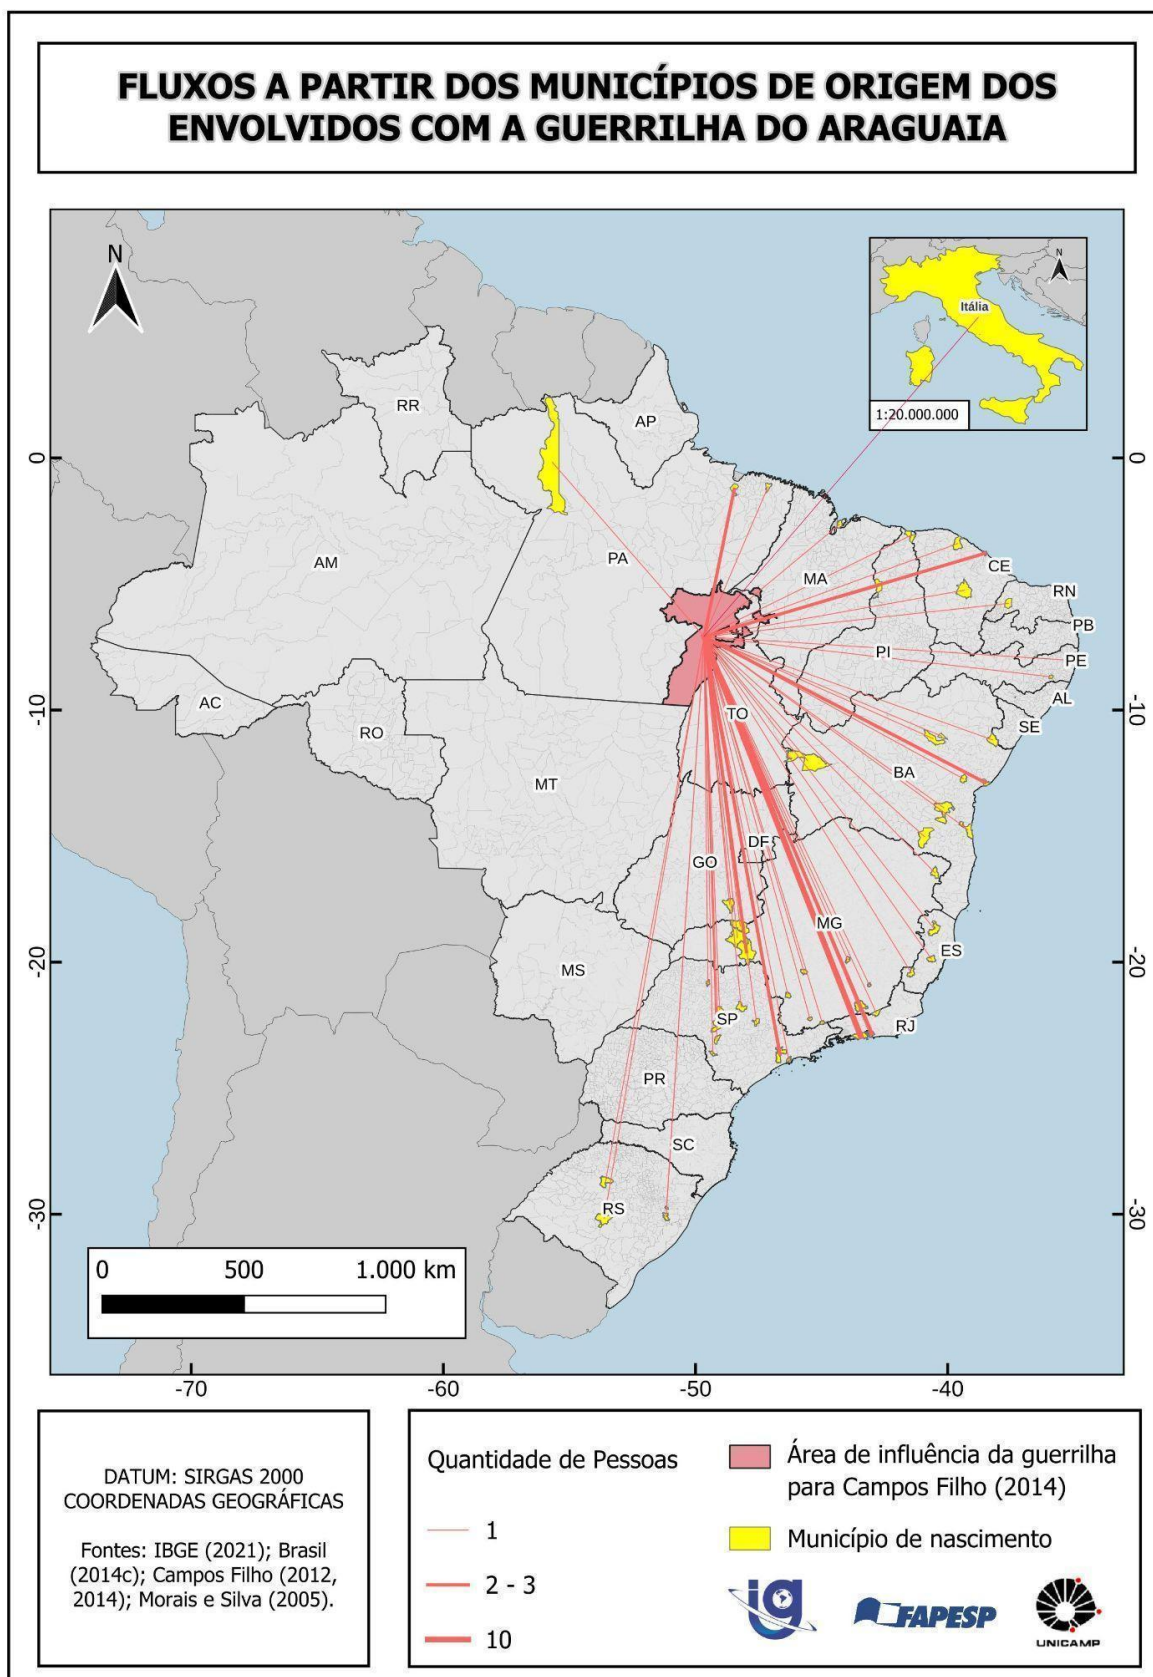 FLUXOS A PARTIR DOS MUNICÍPIOS DE ORIGEM DOS
ENVOLVIDOS COM A GUERRILHA DO ARAGUAIA
N
N
Itália
1:20.000.000
RR
AP
0
0
AM
PA
MA
CE
RN
PB
PI
PE
AL
AC
-10
-10
RO
TO
SE
MT
BA
GO
DF
MG
MS
ES
-20
-20
SP
RJ
PR
SC
RS
-30
-30
0
500
1.000 km
-70
-60
-50
-40
DATUM: SIRGAS 2000
COORDENADAS GEOGRÁFICAS
Fontes: IBGE (2021); Brasil
(2014c); Campos Filho (2012,
2014); Morais e Silva (2005).
Quantidade de Pessoas
1
2 - 3
10
Área de influência da guerrilha
para Campos Filho (2014)
Município de nascimento
ig
FAPESP
UNICAMP